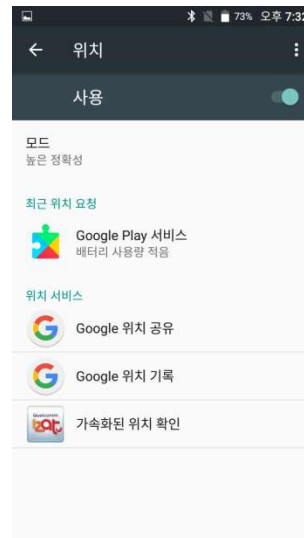 73% 오후 7:32
위치
사용
모드
높은 정확성
최근 위치 요청
Google Play 서비스
배터리 사용량 적음
위치 서비스
Google 위치 공유
Google 위치 기록
Qualcomm
iZat
가속화된 위치 확인